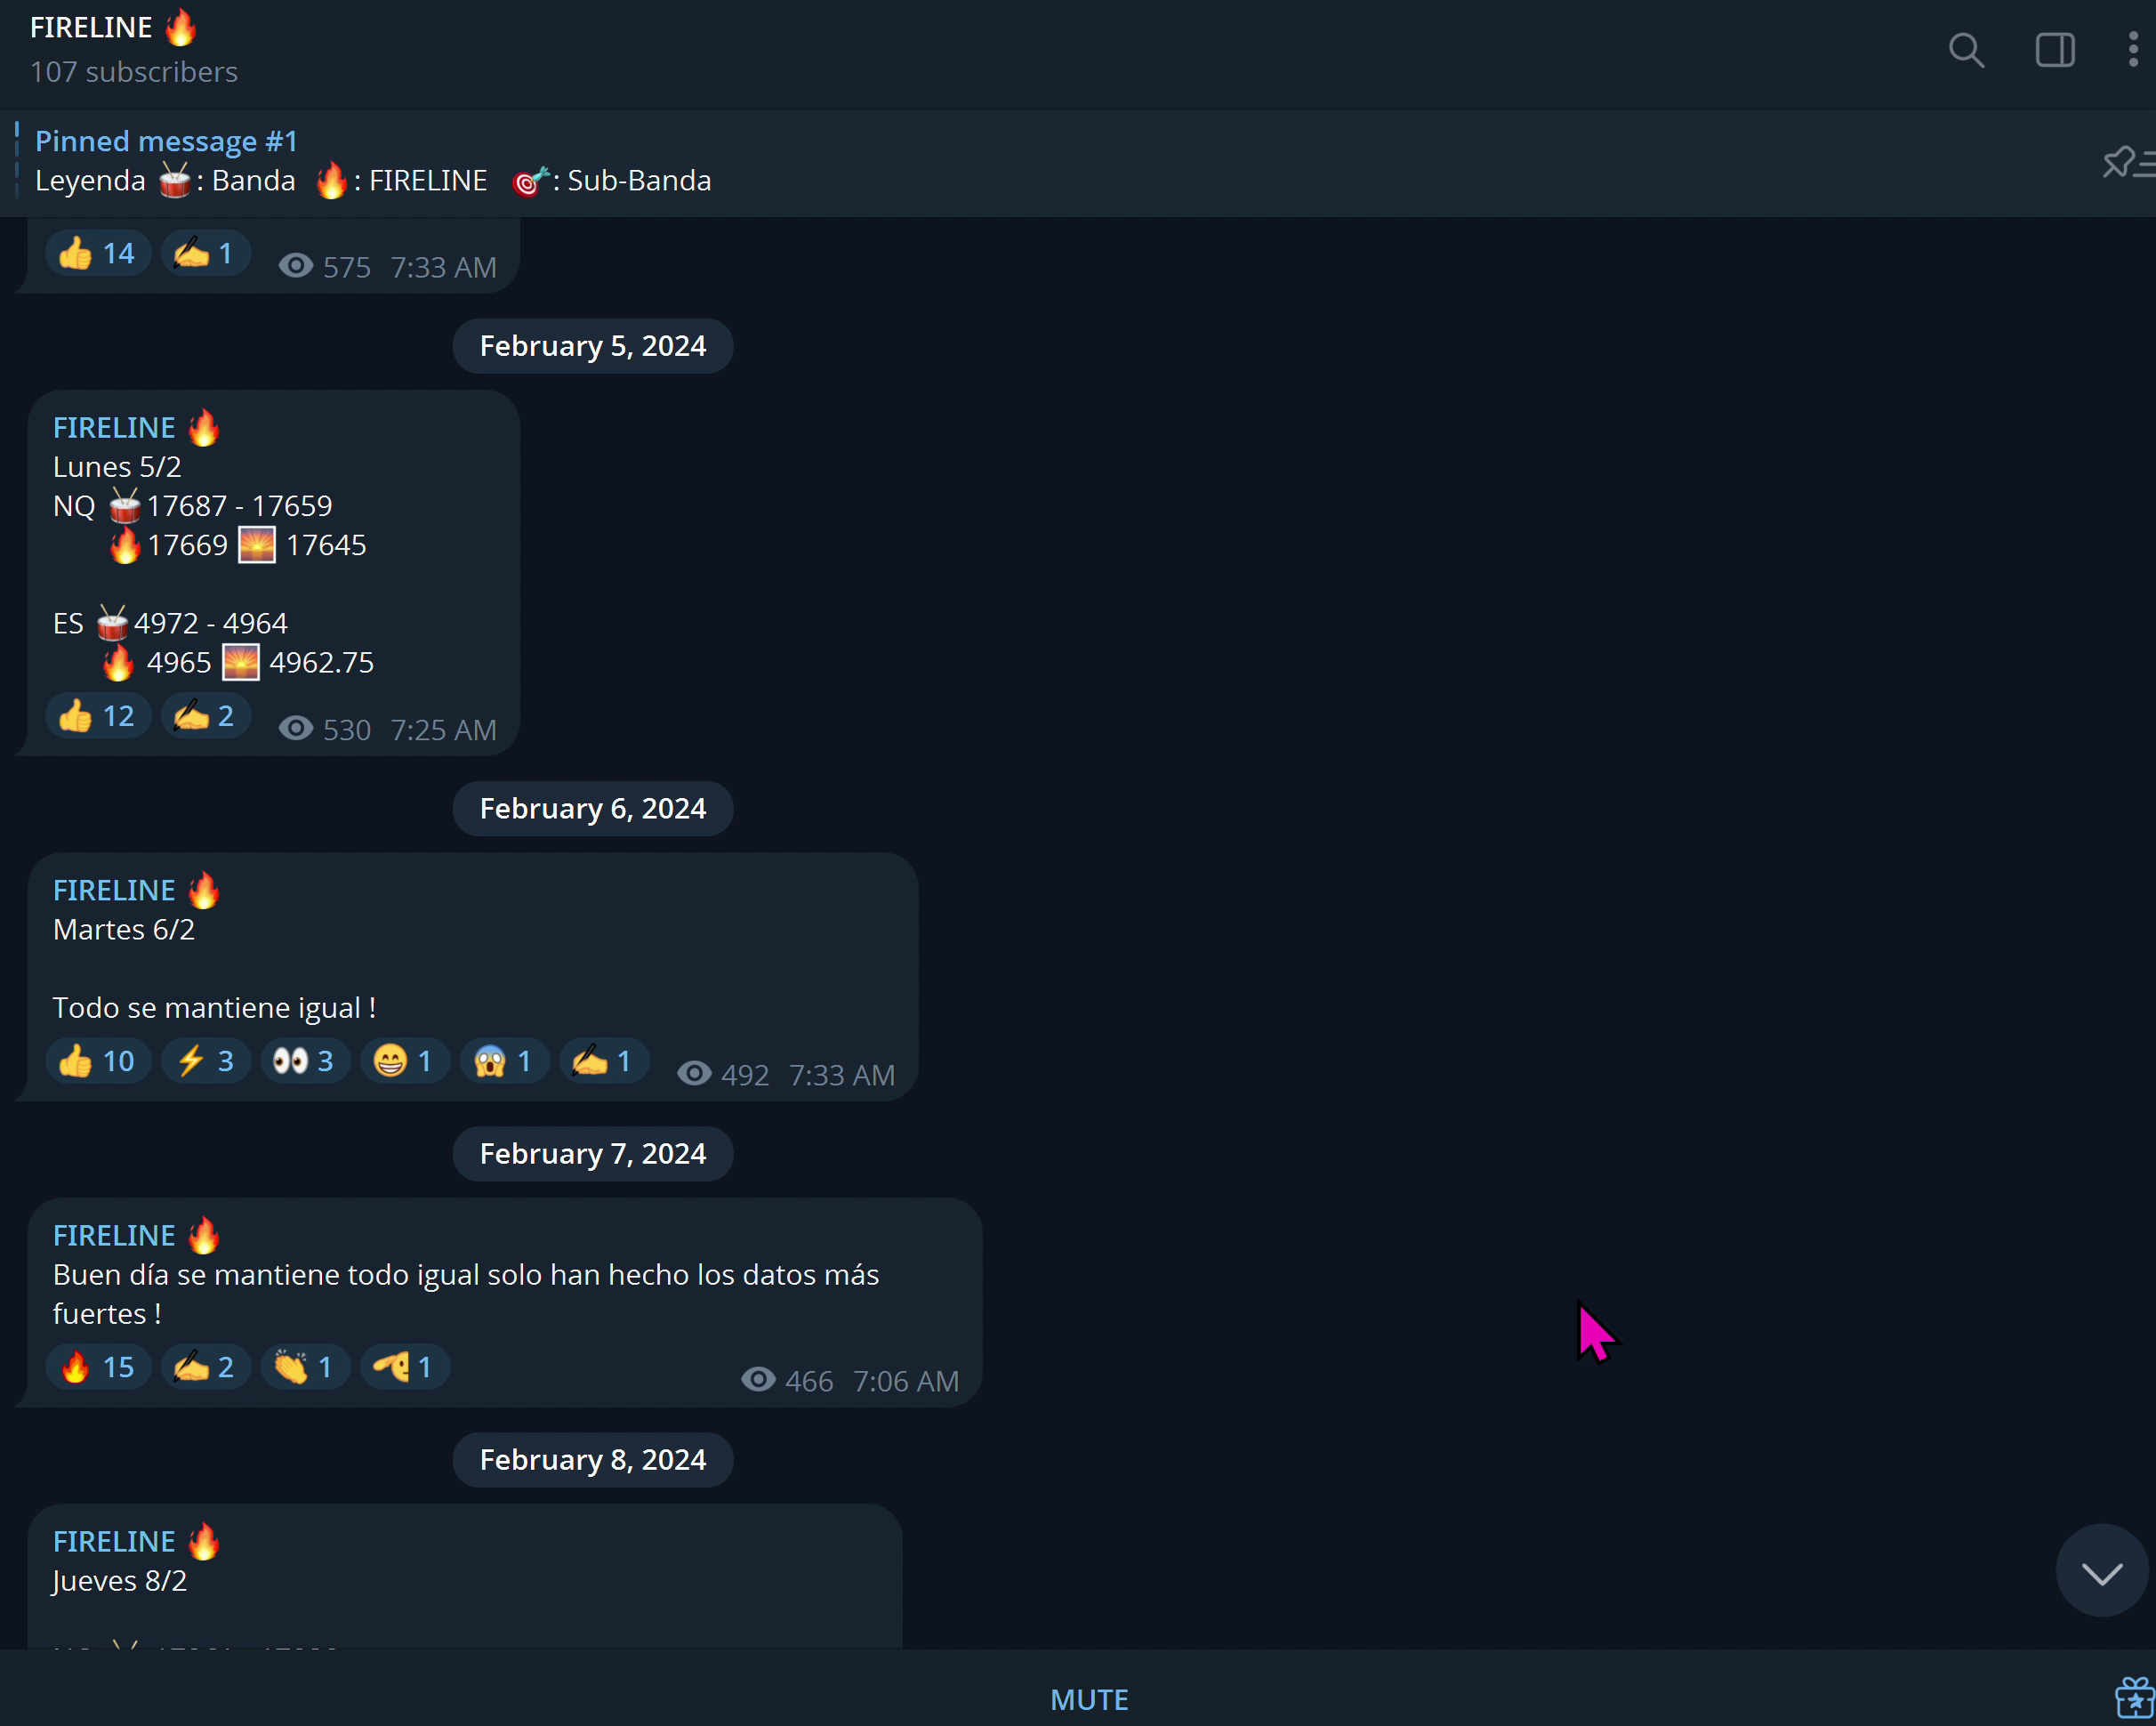 FIRELINE 🔥
107 subscribers
Pinned message #1
Leyenda 🥁: Banda 🔥: FIRELINE 🎯: Sub-Banda
👍 14 ✍ 1 575 7:33 AM
February 5, 2024
FIRELINE 🔥
Lunes 5/2
NQ 🥁17687 - 17659
🔥17669 🌅 17645
ES 🥁4972 - 4964
🔥 4965 🌅 4962.75
👍 12 ✍ 2 530 7:25 AM
February 6, 2024
FIRELINE 🔥
Martes 6/2
Todo se mantiene igual !
👍 10 ⚡ 3 👀 3 😁 1 😱 1 ✍ 1 492 7:33 AM
February 7, 2024
FIRELINE 🔥
Buen día se mantiene todo igual solo han hecho los datos más
fuertes !
🔥 15 ✍ 2 👏 1 🫡 1 466 7:06 AM
February 8, 2024
FIRELINE 🔥
Jueves 8/2
MUTE